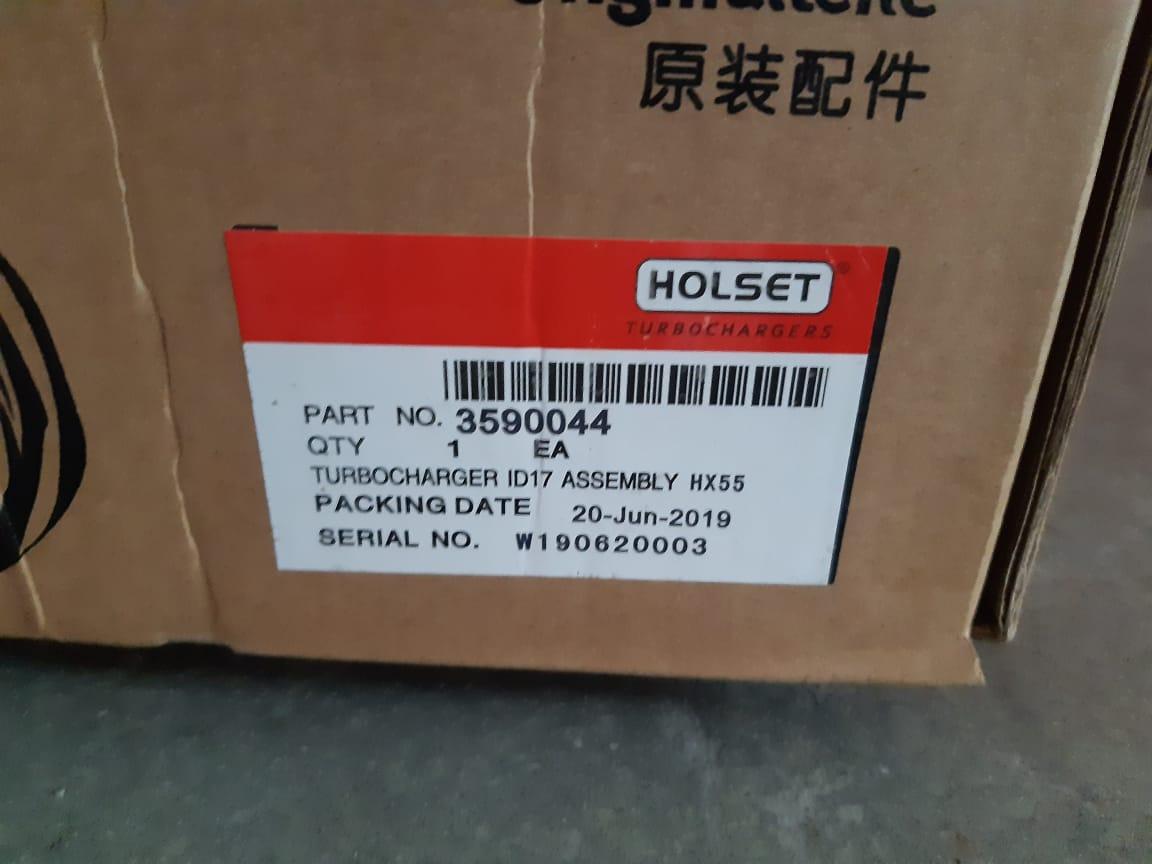 原装配件
HOLSET®
TURBOCHARGERS
PART NO. 3590044
QTY 1 EA
TURBOCHARGER ID17 ASSEMBLY HX55
PACKING DATE 20-Jun-2019
SERIAL NO. W190620003